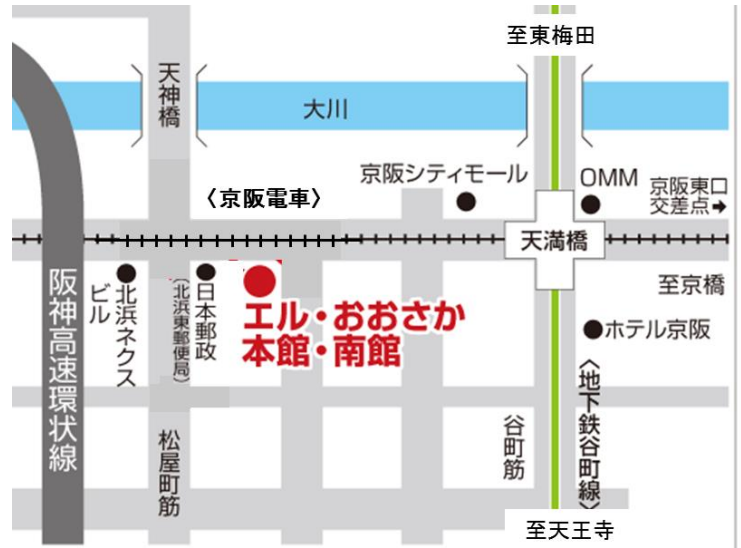 至東梅田
天神橋
大川
京阪シティモール
OMM
京阪東口
交差点➡
〈京阪電車〉
天満橋
至京橋
阪神高速環状線
北浜ネクス
ビル
日本郵政
(北浜東郵便局)
エル・おおさか
本館・南館
ホテル京阪
〈地下鉄谷町線〉
谷町筋
松屋町筋
至天王寺